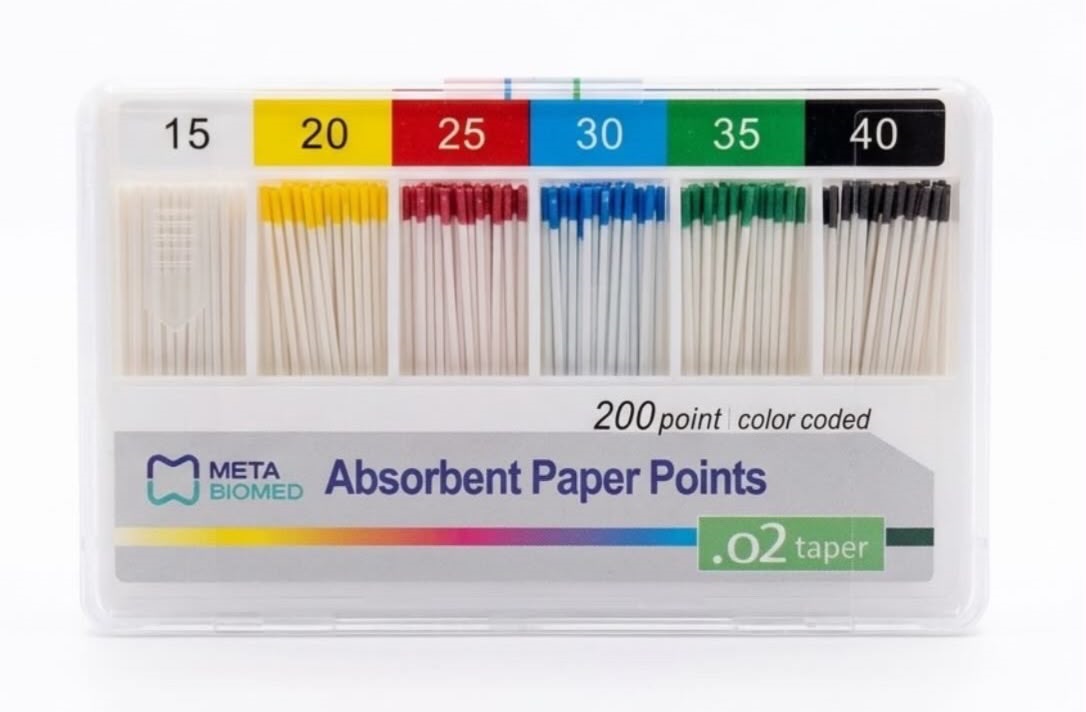 15 20 25 30 35 40
200 point | color coded
META BIOMED
Absorbent Paper Points
.02 taper